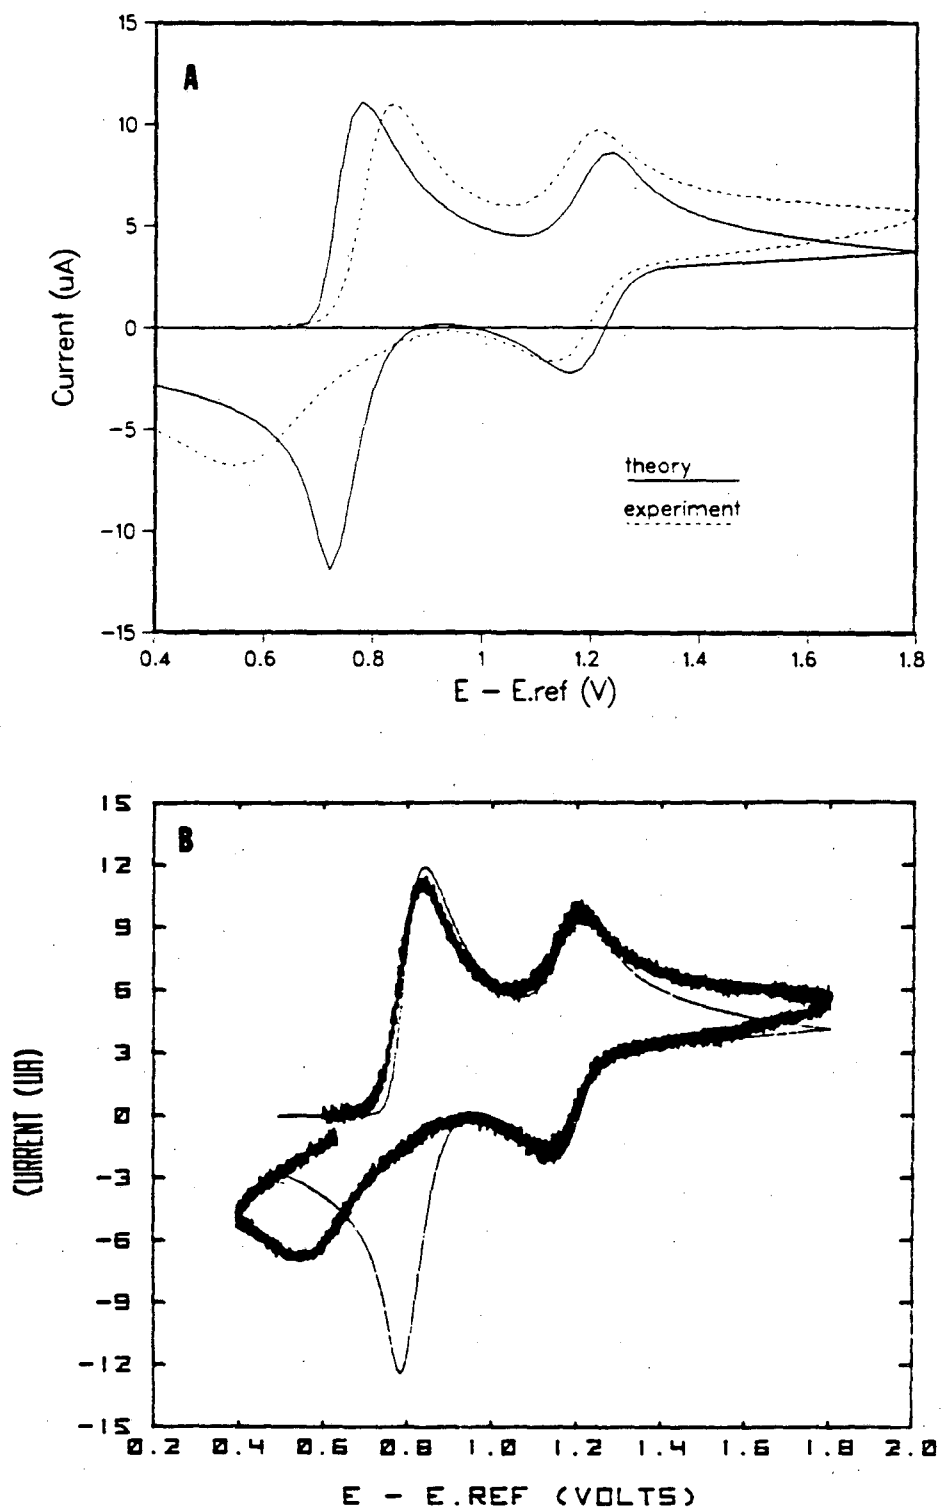 15
A
10
5
0
-5
-10
-15
Current (uA)
theory
experiment
0.4 0.6 0.8 1 1.2 1.4 1.6 1.8
E - E.ref (V)
15
B
12
9
6
3
0
-3
-6
-9
-12
-15
CURRENT (UA)
0.2 0.4 0.6 0.8 1.0 1.2 1.4 1.6 1.8 2.0
E - E.REF (VOLTS)